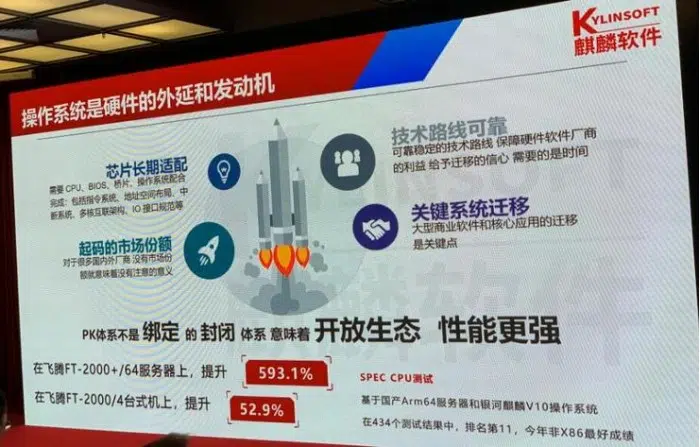 KYLINSOFT
麒麟软件
操作系统是硬件的外延和发动机
芯片长期适配
需要 CPU、BIOS、桥片、操作系统配合
完成：包括指令系统、地址空间布局、中
断系统、多核互联架构、IO 接口规范等
技术路线可靠
可靠稳定的技术路线 保障硬件软件厂商
的利益 给予迁移的信心 需要的是时间
起码的市场份额
对于很多国内外厂商 没有市场份
额就意味着没有注意的意义
关键系统迁移
大型商业软件和核心应用的迁移
是关键点
PK体系不是 绑定 的 封闭 体系 意味着 开放生态 性能更强
在飞腾FT-2000+/64服务器上，提升 593.1%
在飞腾FT-2000/4台式机上，提升 52.9%
SPEC CPU测试
基于国产Arm64服务器和银河麒麟V10操作系统
在434个测试结果中，排名第11，今年非X86最好成绩